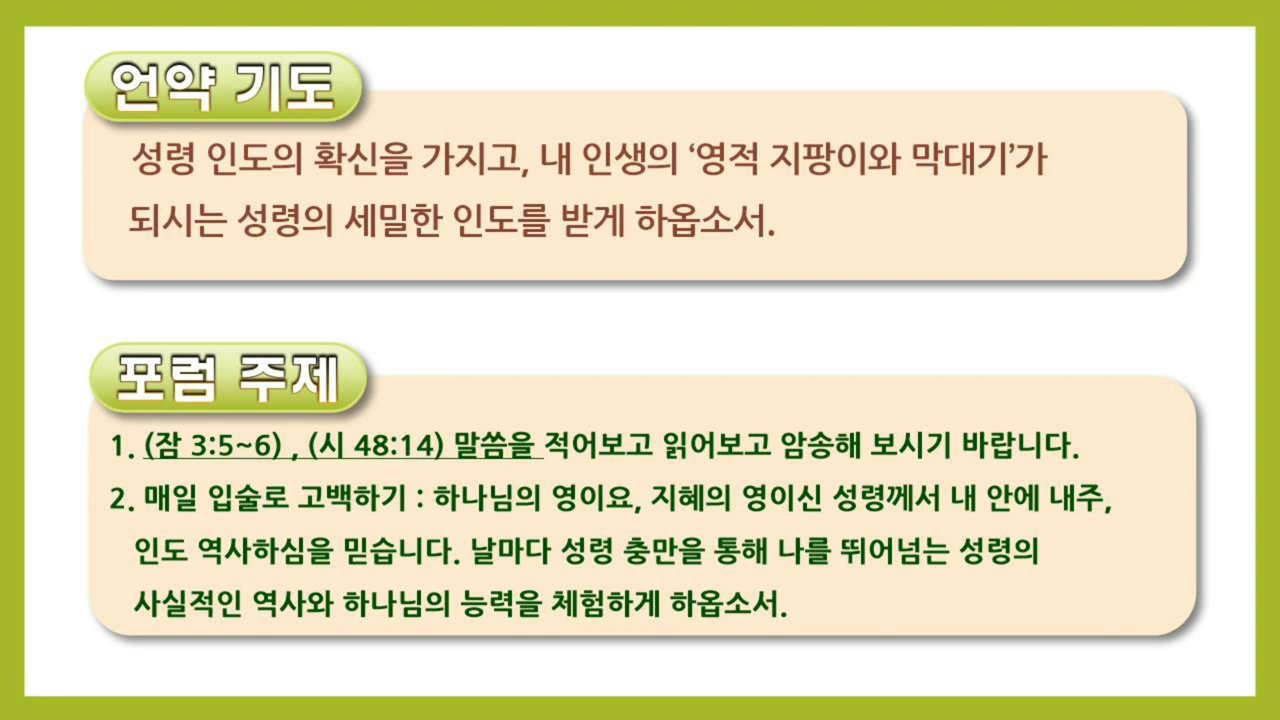 언약 기도
성령 인도의 확신을 가지고, 내 인생의 ‘영적 지팡이와 막대기’가
되시는 성령의 세밀한 인도를 받게 하옵소서.
포럼 주제
1. (잠 3:5~6) , (시 48:14) 말씀을 적어보고 읽어보고 암송해 보시기 바랍니다.
2. 매일 입술로 고백하기 : 하나님의 영이요, 지혜의 영이신 성령께서 내 안에 내주,
인도 역사하심을 믿습니다. 날마다 성령 충만을 통해 나를 뛰어넘는 성령의
사실적인 역사와 하나님의 능력을 체험하게 하옵소서.